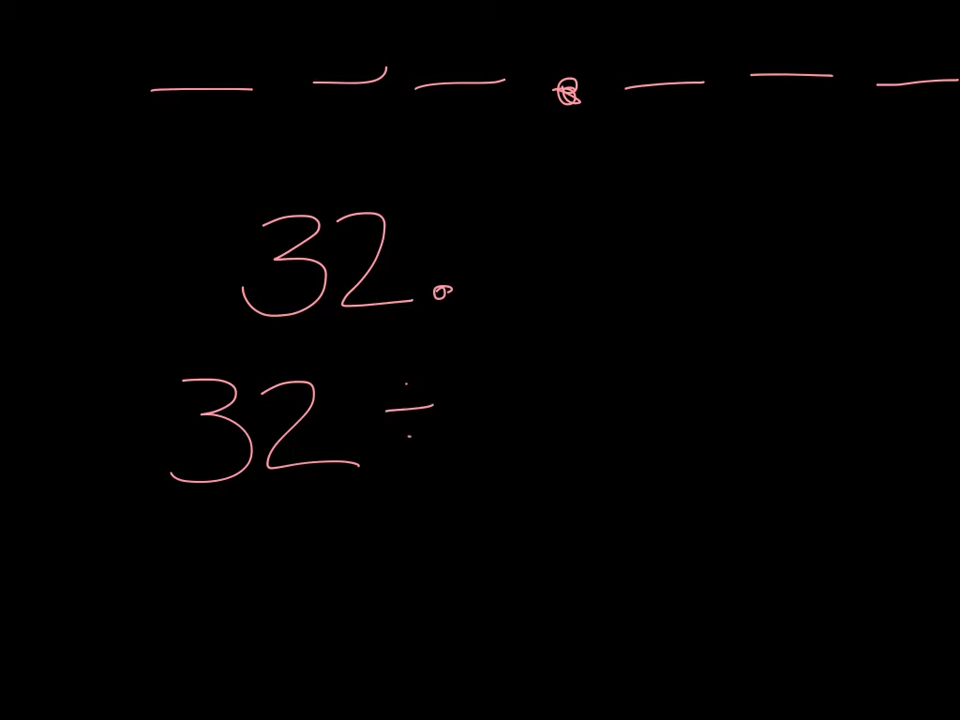 _ _ _ . _ _ _
32.
32 ÷